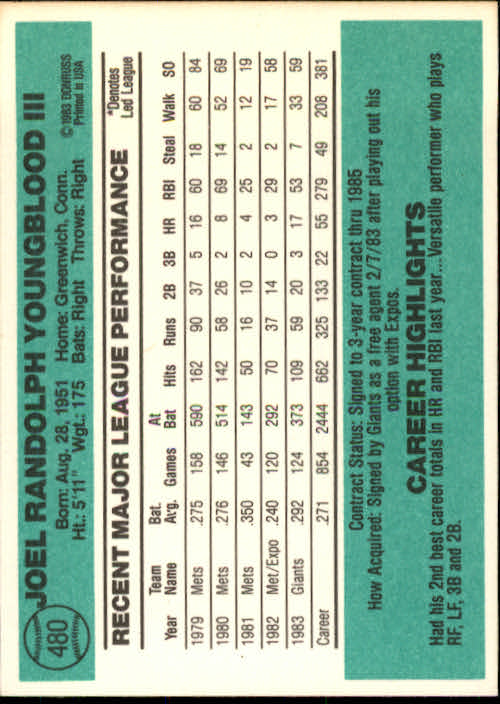 480
JOEL RANDOLPH YOUNGBLOOD III
Born: Aug. 28, 1951 Home: Greenwich, Conn.
Ht.: 5'11" Wgt.: 175 Bats: Right Throws: Right
©1983 DONRUSS
Printed in USA
RECENT MAJOR LEAGUE PERFORMANCE
*Denotes
Led League
Team Bat. At
Year Name Avg. Games Bat Hits Runs 2B 3B HR RBI Steal Walk SO
1979 Mets .275 158 590 162 90 37 5 16 60 18 60 84
1980 Mets .276 146 514 142 58 26 2 8 69 14 52 69
1981 Mets .350 43 143 50 16 10 2 4 25 2 12 19
1982 Met/Expo .240 120 292 70 37 14 0 3 29 2 17 58
1983 Giants .292 124 373 109 59 20 3 17 53 7 33 59
Career .271 854 2444 662 325 133 22 55 279 49 208 381
Contract Status: Signed to 3-year contract thru 1985
How Acquired: Signed by Giants as a free agent 2/7/83 after playing out his
option with Expos.
CAREER HIGHLIGHTS
Had his 2nd best career totals in HR and RBI last year...Versatile performer who plays
RF, LF, 3B and 2B.